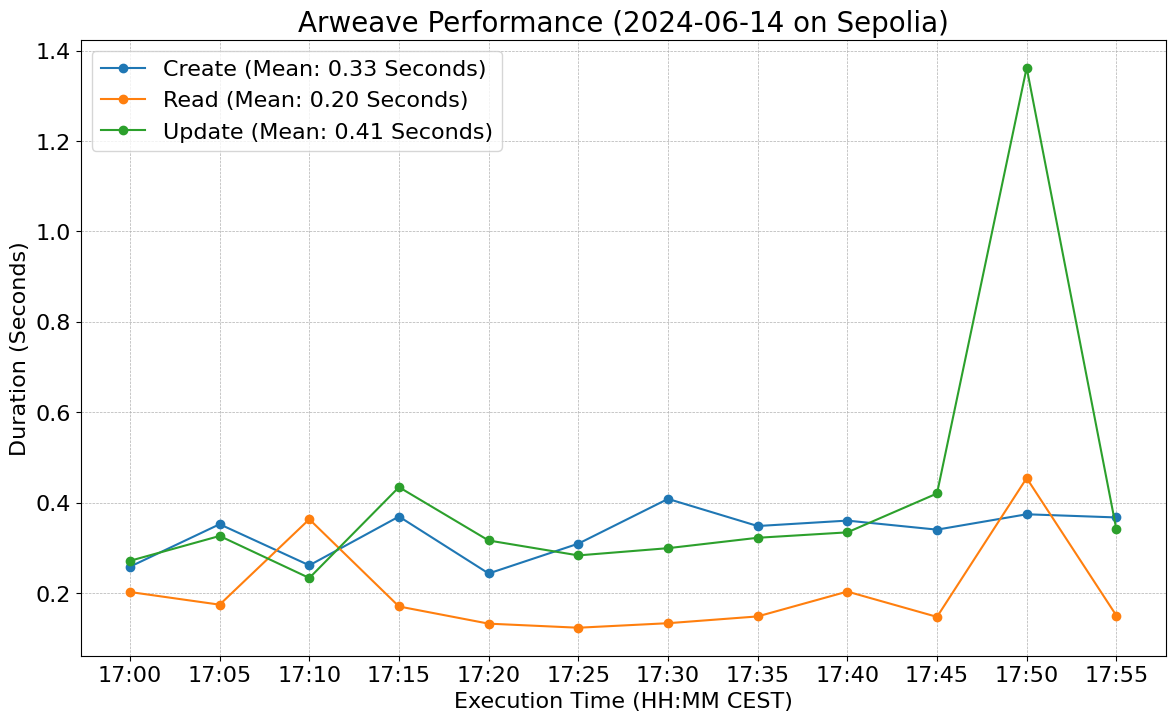 Arweave Performance (2024-06-14 on Sepolia)
Create (Mean: 0.33 Seconds)
Read (Mean: 0.20 Seconds)
Update (Mean: 0.41 Seconds)
Duration (Seconds)
1.4
1.2
1.0
0.8
0.6
0.4
0.2
17:00 17:05 17:10 17:15 17:20 17:25 17:30 17:35 17:40 17:45 17:50 17:55
Execution Time (HH:MM CEST)